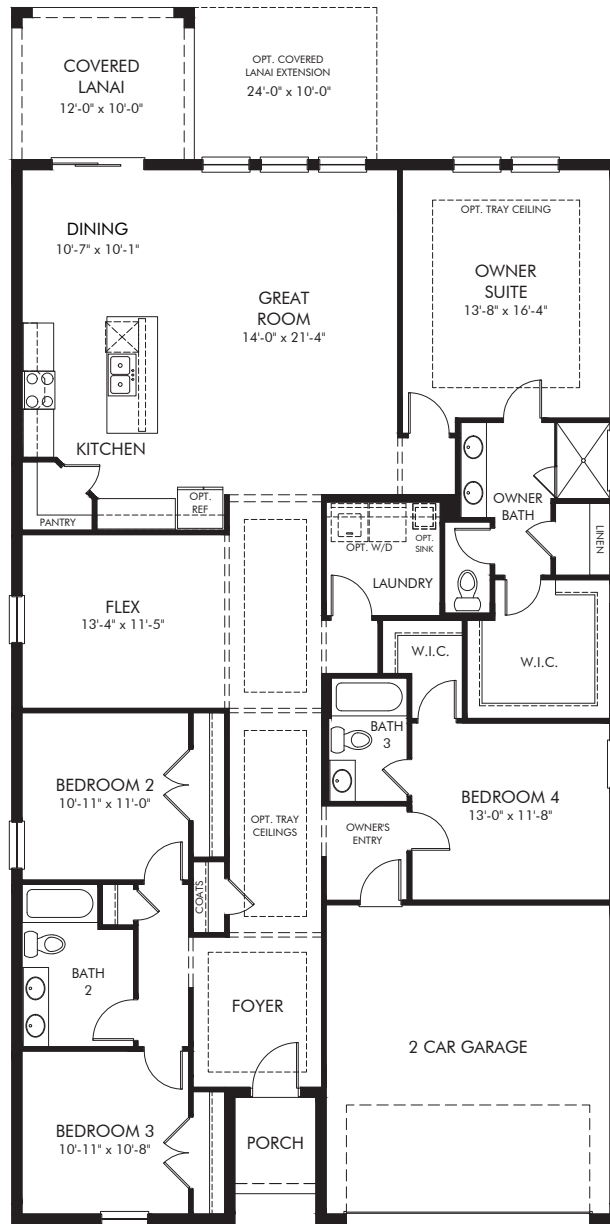 COVERED
LANAI
12'-0" x 10'-0"
OPT. COVERED
LANAI EXTENSION
24'-0" x 10'-0"
DINING
10'-7" x 10'-1"
GREAT
ROOM
14'-0" x 21'-4"
OPT. TRAY CEILING
OWNER
SUITE
13'-8" x 16'-4"
KITCHEN
PANTRY
OPT.
REF
OWNER
BATH
LINEN
OPT. W/D
OPT.
SINK
LAUNDRY
FLEX
13'-4" x 11'-5"
W.I.C.
W.I.C.
BATH
3
BEDROOM 2
10'-11" x 11'-0"
OPT. TRAY
CEILINGS
OWNER'S
ENTRY
BEDROOM 4
13'-0" x 11'-8"
COATS
BATH
2
FOYER
2 CAR GARAGE
BEDROOM 3
10'-11" x 10'-8"
PORCH